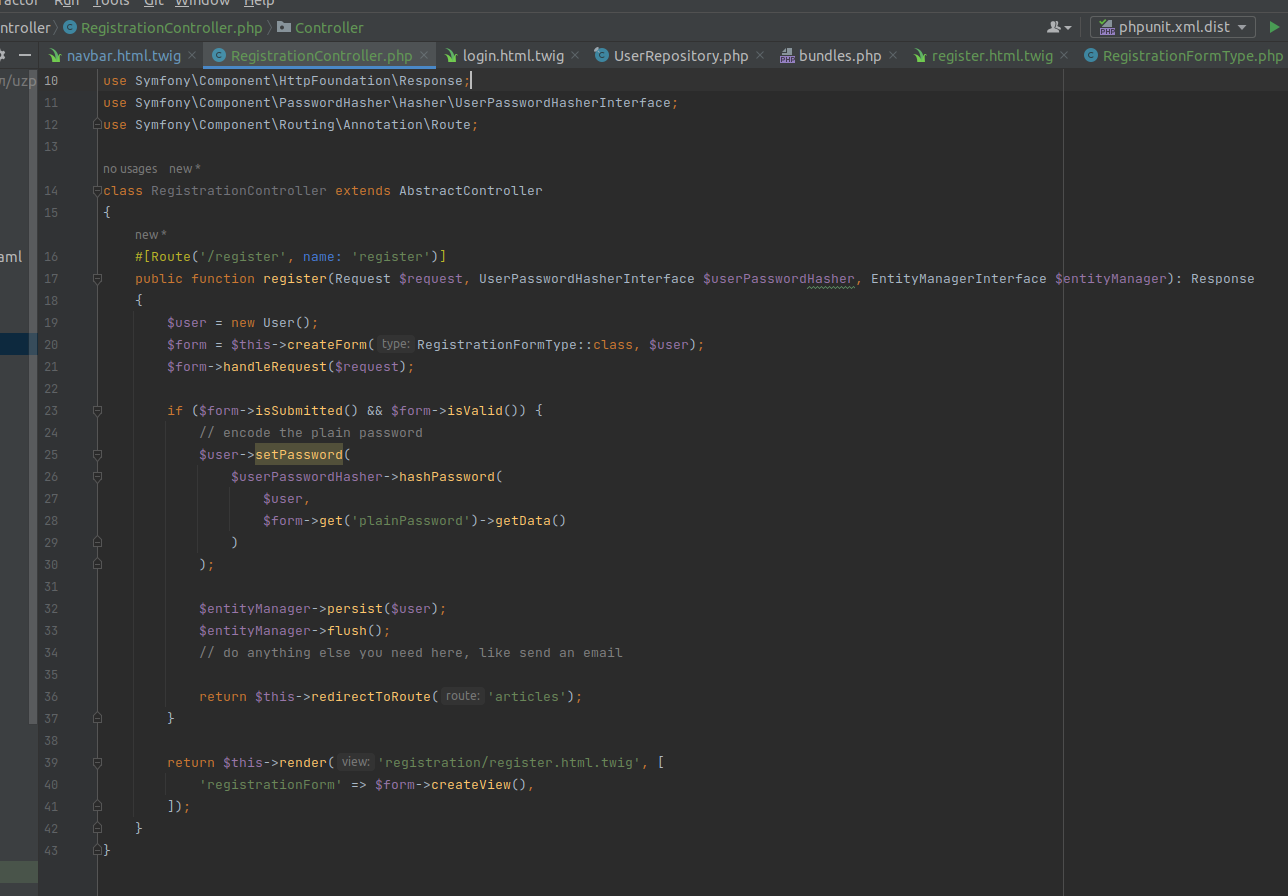 Run Tools Git Window Help
ntroller RegistrationController.php Controller phpunit.xml.dist
navbar.html.twig RegistrationController.php login.html.twig UserRepository.php bundles.php register.html.twig RegistrationFormType.php
10 use Symfony\Component\HttpFoundation\Response;
11 use Symfony\Component\PasswordHasher\Hasher\UserPasswordHasherInterface;
12 use Symfony\Component\Routing\Annotation\Route;
13
no usages new *
14 class RegistrationController extends AbstractController
15 {
new *
16 #[Route('/register', name: 'register')]
17 public function register(Request $request, UserPasswordHasherInterface $userPasswordHasher, EntityManagerInterface $entityManager): Response
18 {
19 $user = new User();
20 $form = $this->createForm( type: RegistrationFormType::class, $user);
21 $form->handleRequest($request);
22
23 if ($form->isSubmitted() && $form->isValid()) {
24 // encode the plain password
25 $user->setPassword(
26 $userPasswordHasher->hashPassword(
27 $user,
28 $form->get('plainPassword')->getData()
29 )
30 );
31
32 $entityManager->persist($user);
33 $entityManager->flush();
34 // do anything else you need here, like send an email
35
36 return $this->redirectToRoute( route: 'articles');
37 }
38
39 return $this->render( view: 'registration/register.html.twig', [
40 'registrationForm' => $form->createView(),
41 ]);
42 }
43 }
/uzp
aml